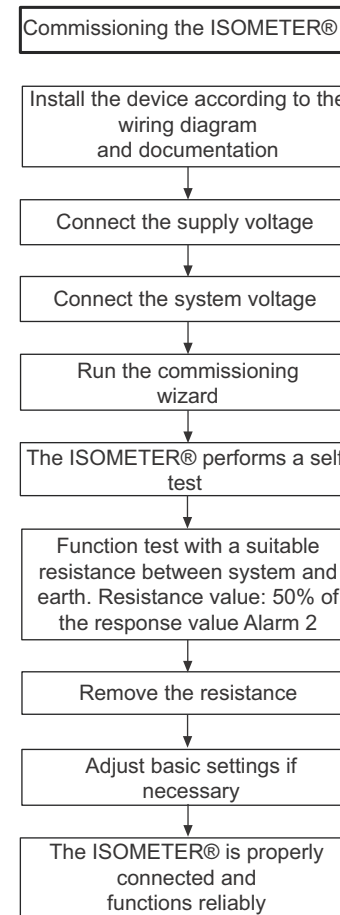 Commissioning the ISOMETER®
Install the device according to the
wiring diagram
and documentation
Connect the supply voltage
Connect the system voltage
Run the commissioning
wizard
The ISOMETER® performs a self
test
Function test with a suitable
resistance between system and
earth. Resistance value: 50% of
the response value Alarm 2
Remove the resistance
Adjust basic settings if
necessary
The ISOMETER® is properly
connected and
functions reliably